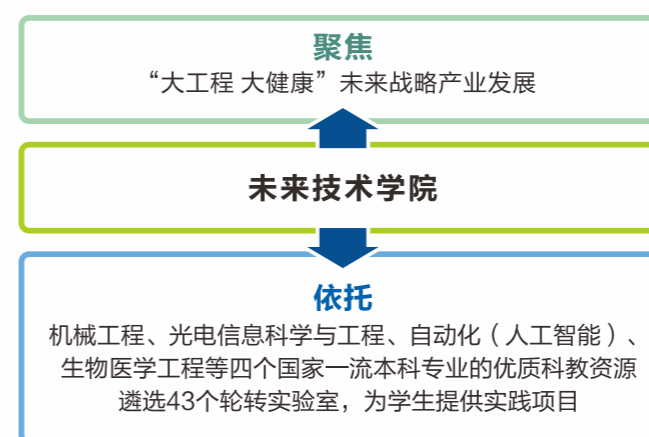 聚焦
“大工程 大健康”未来战略产业发展
未来技术学院
依托
机械工程、光电信息科学与工程、自动化（人工智能）、
生物医学工程等四个国家一流本科专业的优质科教资源
遴选43个轮转实验室，为学生提供实践项目